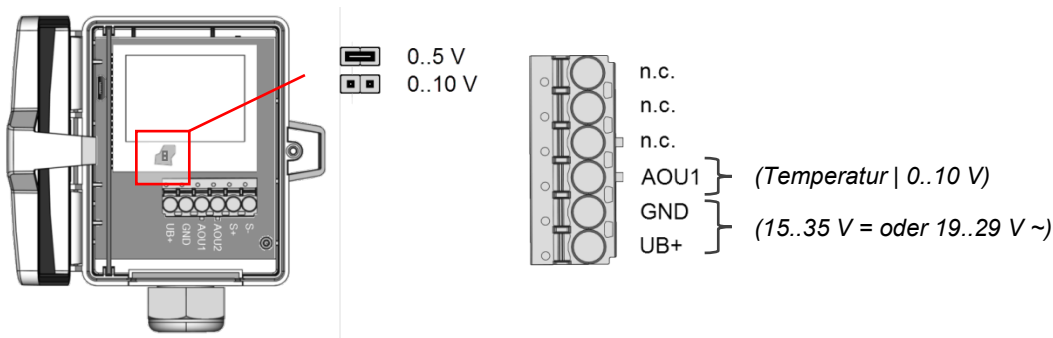 0..5 V
0..10 V
UB+
GND
AOU1
AOU2
S+
S-
n.c.
n.c.
n.c.
AOU1 (Temperatur | 0..10 V)
GND
UB+ (15..35 V = oder 19..29 V ~)